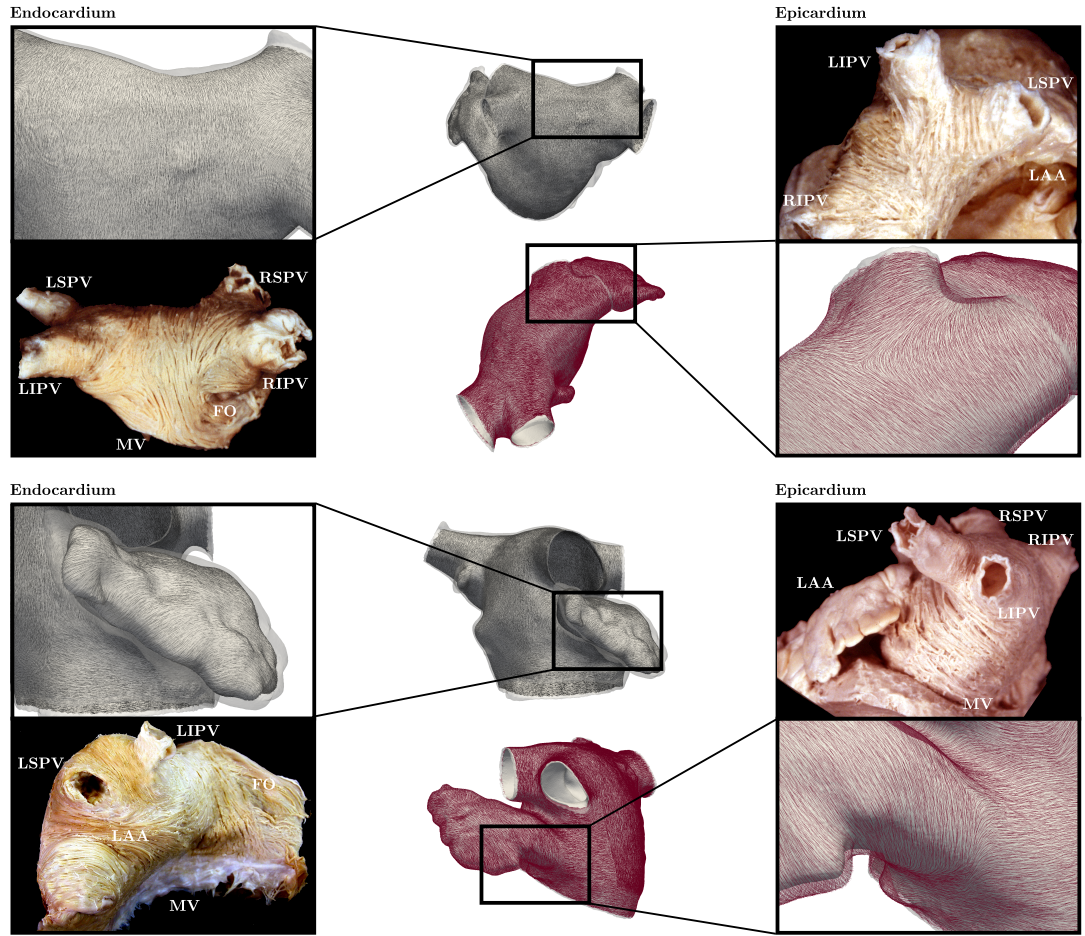 Endocardium
Epicardium
LIPV
LSPV
LAA
RIPV
LSPV
RSPV
LIPV
RIPV
FO
MV
Endocardium
Epicardium
LSPV
RSPV
RIPV
LAA
LIPV
MV
LIPV
LSPV
FO
LAA
MV